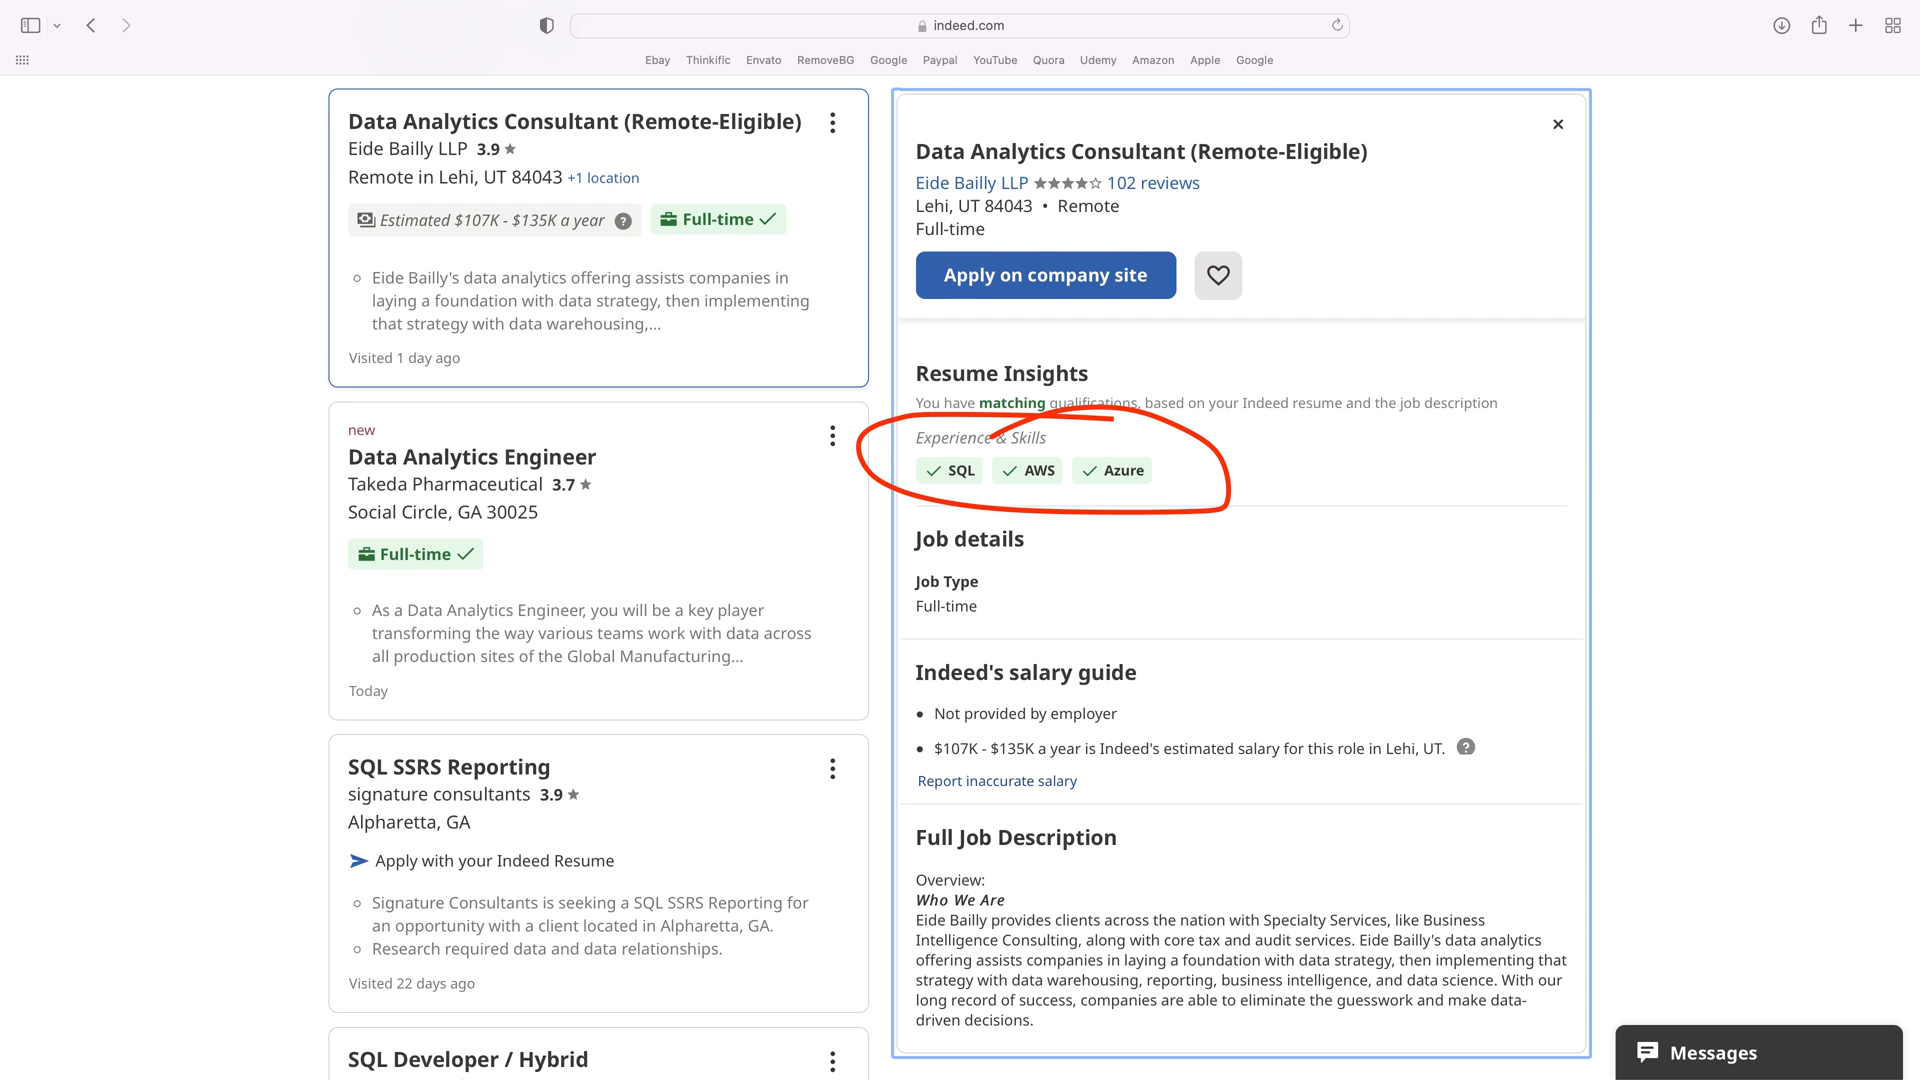 indeed.com
Ebay Thinkific Envato RemoveBG Google Paypal YouTube Quora Udemy Amazon Apple Google
Data Analytics Consultant (Remote-Eligible)
Eide Bailly LLP 3.9 ★
Remote in Lehi, UT 84043 +1 location
Estimated $107K - $135K a year ? Full-time ✓
Eide Bailly's data analytics offering assists companies in
laying a foundation with data strategy, then implementing
that strategy with data warehousing,...
Visited 1 day ago
new
Data Analytics Engineer
Takeda Pharmaceutical 3.7 ★
Social Circle, GA 30025
Full-time ✓
As a Data Analytics Engineer, you will be a key player
transforming the way various teams work with data across
all production sites of the Global Manufacturing...
Today
SQL SSRS Reporting
signature consultants 3.9 ★
Alpharetta, GA
Apply with your Indeed Resume
Signature Consultants is seeking a SQL SSRS Reporting for
an opportunity with a client located in Alpharetta, GA.
Research required data and data relationships.
Visited 22 days ago
SQL Developer / Hybrid
Data Analytics Consultant (Remote-Eligible)
Eide Bailly LLP ★★★★☆ 102 reviews
Lehi, UT 84043 • Remote
Full-time
Apply on company site
Resume Insights
You have matching qualifications, based on your Indeed resume and the job description
Experience & Skills
✓ SQL ✓ AWS ✓ Azure
Job details
Job Type
Full-time
Indeed's salary guide
• Not provided by employer
• $107K - $135K a year is Indeed's estimated salary for this role in Lehi, UT. ?
Report inaccurate salary
Full Job Description
Overview:
Who We Are
Eide Bailly provides clients across the nation with Specialty Services, like Business
Intelligence Consulting, along with core tax and audit services. Eide Bailly's data analytics
offering assists companies in laying a foundation with data strategy, then implementing that
strategy with data warehousing, reporting, business intelligence, and data science. With our
long record of success, companies are able to eliminate the guesswork and make data-
driven decisions.
Messages